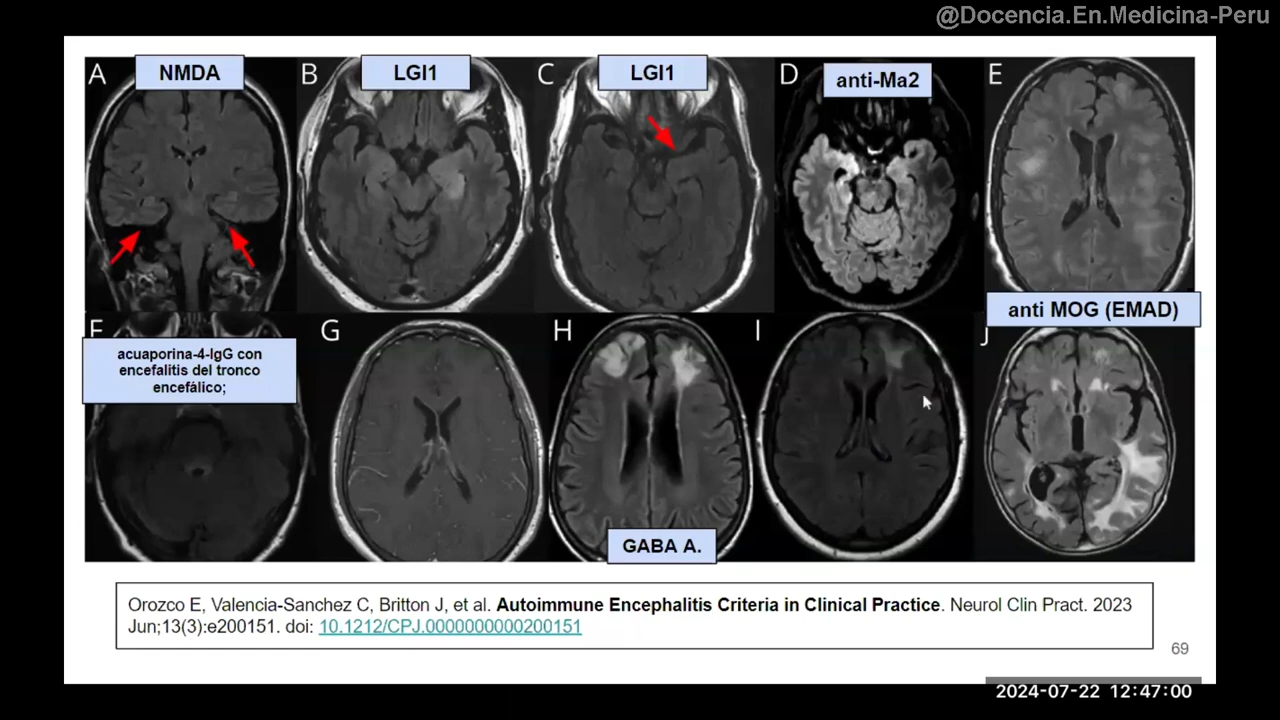 @Docencia.En.Medicina-Peru
A
NMDA
B
LGI1
C
LGI1
D
anti-Ma2
E
anti MOG (EMAD)
F
acuaporina-4-IgG con
encefalitis del tronco
encefálico;
G
H
GABA A.
I
J
Orozco E, Valencia-Sanchez C, Britton J, et al. Autoimmune Encephalitis Criteria in Clinical Practice. Neurol Clin Pract. 2023
Jun;13(3):e200151. doi: 10.1212/CPJ.0000000000200151
69
2024-07-22 12:47:00